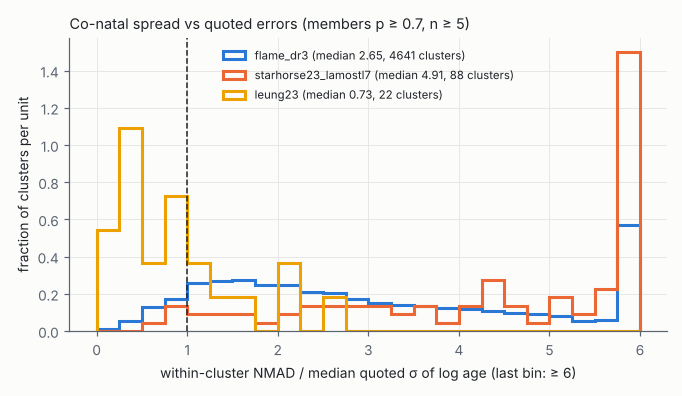 Co-natal spread vs quoted errors (members p ≥ 0.7, n ≥ 5)
flame_dr3 (median 2.65, 4641 clusters)
starhorse23_lamostl7 (median 4.91, 88 clusters)
leung23 (median 0.73, 22 clusters)
fraction of clusters per unit
1.4
1.2
1.0
0.8
0.6
0.4
0.2
0.0
0 1 2 3 4 5 6
within-cluster NMAD / median quoted σ of log age (last bin: ≥ 6)